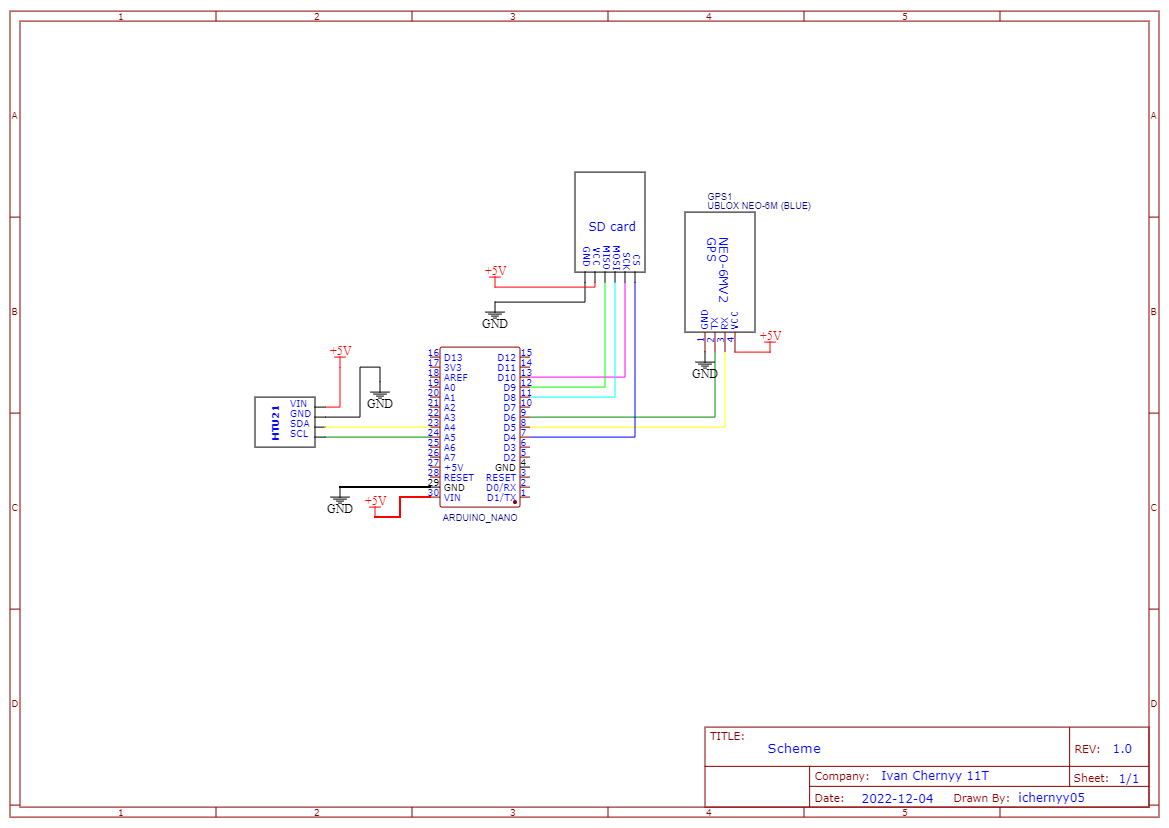 1 2 3 4 5
A A
B B
C C
D D
1 2 3 4 5
SD card
GND
VCC
MISO
MOSI
SCK
CS
+5V
GND
GPS1
UBLOX NEO-6M (BLUE)
NEO-6MV2
GPS
GND
TX
RX
VCC
1
2
3
4
+5V
GND
HTU21
VIN
GND
SDA
SCL
+5V
GND
16 D13 D12 15
17 3V3 D11 14
18 AREF D10 13
19 A0 D9 12
20 A1 D8 11
21 A2 D7 10
22 A3 D6 9
23 A4 D5 8
24 A5 D4 7
25 A6 D3 6
26 A7 D2 5
27 +5V GND 4
28 RESET RESET 3
29 GND D0/RX 2
30 VIN D1/TX 1
ARDUINO_NANO
GND
+5V
TITLE:
Scheme
REV: 1.0
Company: Ivan Chernyy 11T
Sheet: 1/1
Date: 2022-12-04 Drawn By: ichernyy05